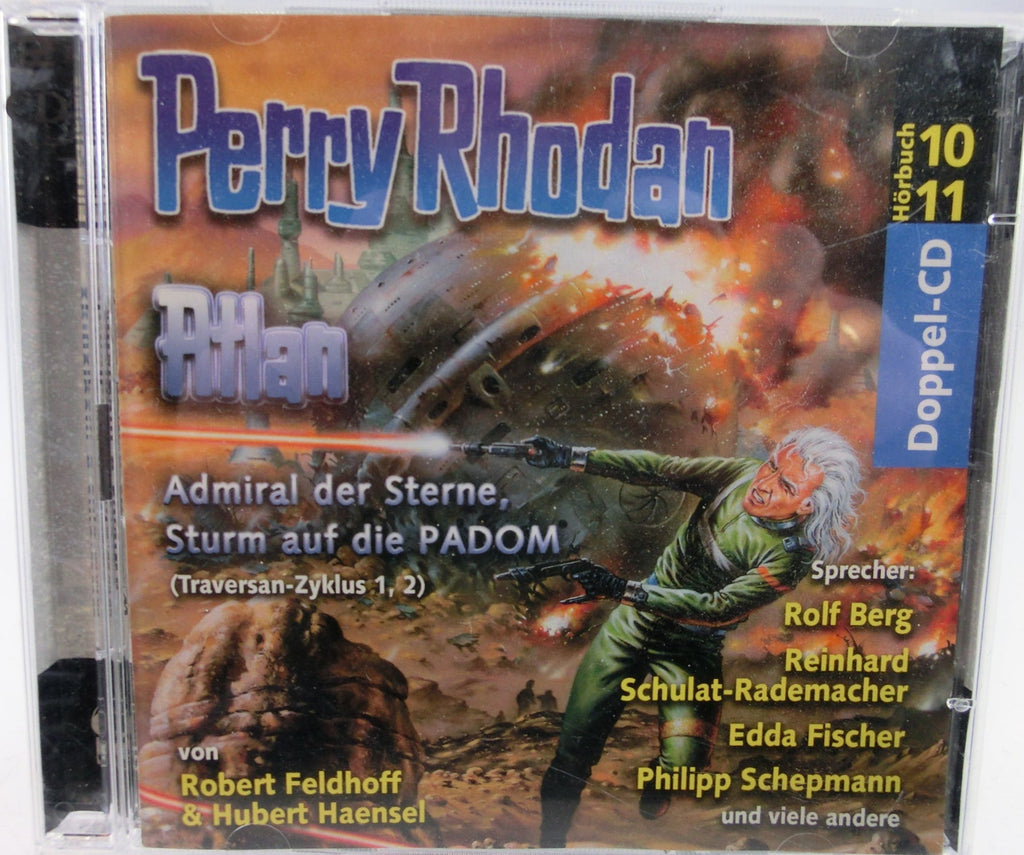 Perry Rhodan
Hörbuch 10
11
Doppel-CD
Atlan
Admiral der Sterne,
Sturm auf die PADOM
(Traversan-Zyklus 1, 2)
Sprecher:
Rolf Berg
Reinhard
Schulat-Rademacher
Edda Fischer
Philipp Schepmann
und viele andere
von
Robert Feldhoff
& Hubert Haensel